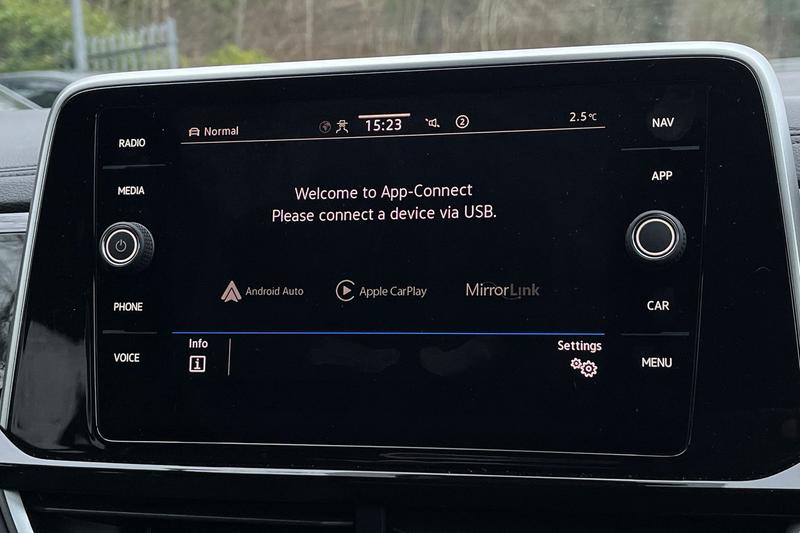 Normal
15:23
2
2.5°C
RADIO
MEDIA
PHONE
VOICE
NAV
APP
CAR
MENU
Welcome to App-Connect
Please connect a device via USB.
Android Auto
Apple CarPlay
MirrorLink
Info
i
Settings